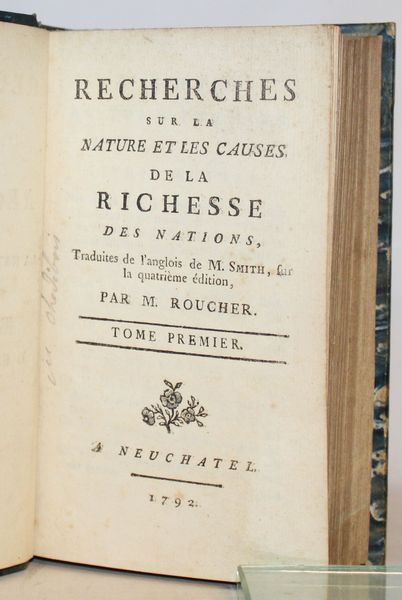 RECHERCHES
SUR LA
NATURE ET LES CAUSES
DE LA
RICHESSE
DES NATIONS,
Traduites de l'anglois de M. SMITH, sur
la quatrième édition,
PAR M. ROUCHER.
TOME PREMIER.
A NEUCHATEL.
1792.